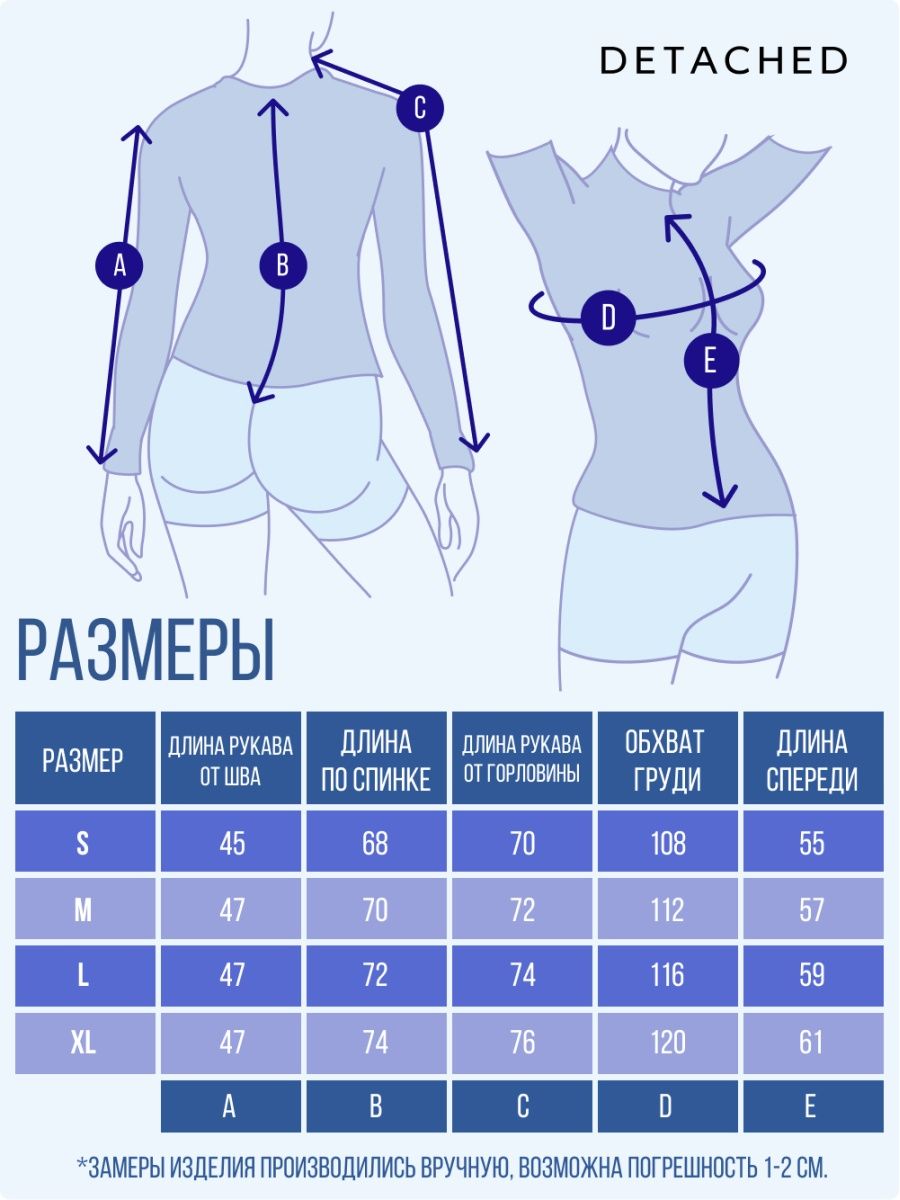 DETACHED
C
A
B
D
E
РАЗМЕРЫ
РАЗМЕР
ДЛИНА РУКАВА
ОТ ШВА
ДЛИНА
ПО СПИНКЕ
ДЛИНА РУКАВА
ОТ ГОРЛОВИНЫ
ОБХВАТ
ГРУДИ
ДЛИНА
СПЕРЕДИ
S 45 68 70 108 55
M 47 70 72 112 57
L 47 72 74 116 59
XL 47 74 76 120 61
A B C D E
*ЗАМЕРЫ ИЗДЕЛИЯ ПРОИЗВОДИЛИСЬ ВРУЧНУЮ, ВОЗМОЖНА ПОГРЕШНОСТЬ 1-2 СМ.